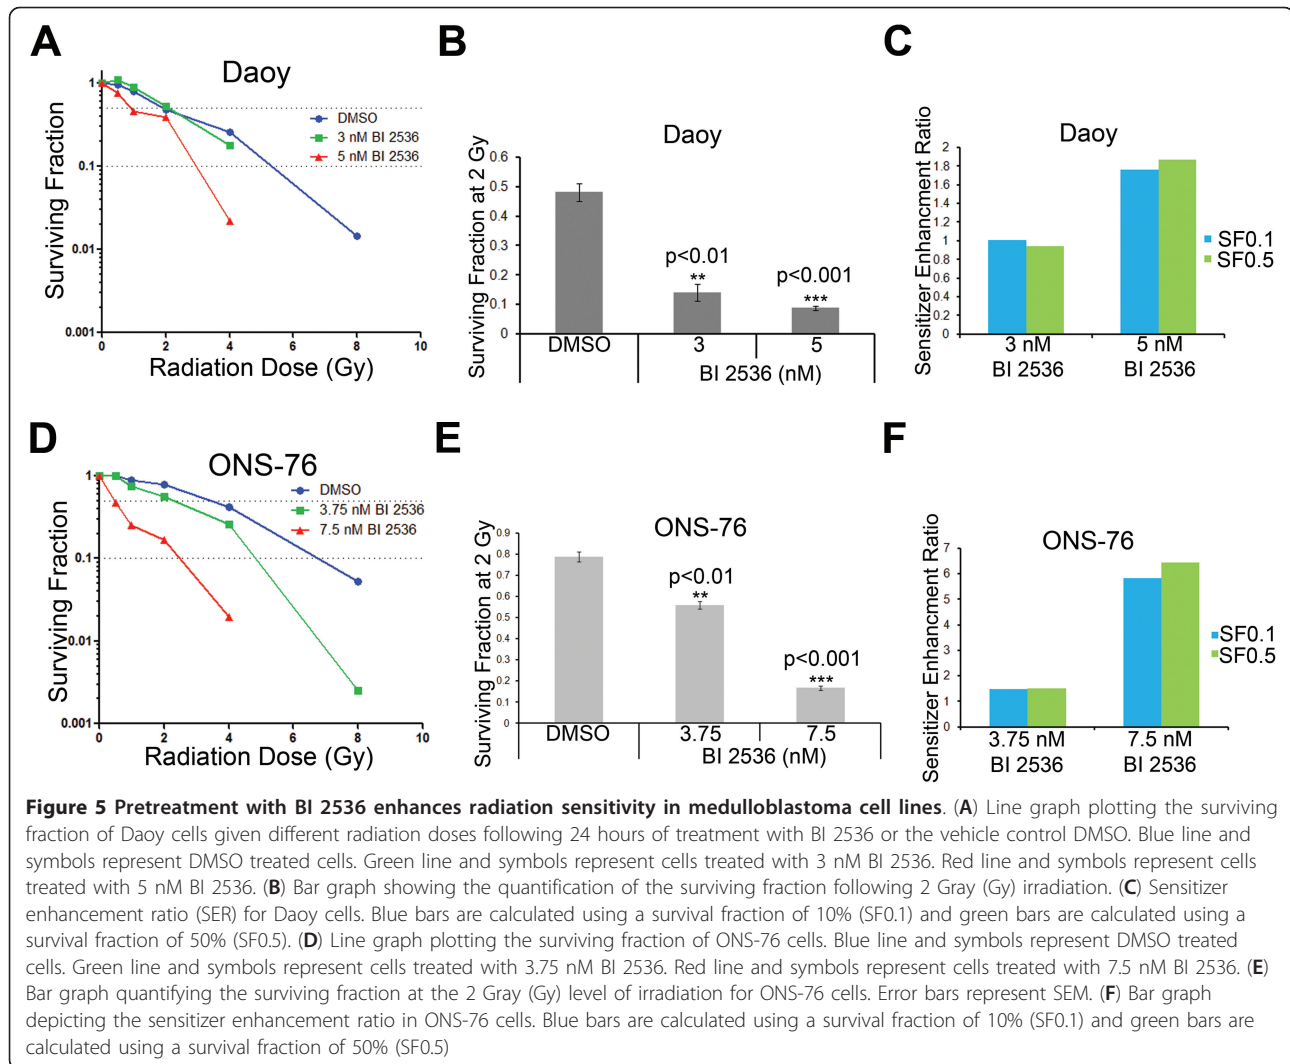 A
Daoy
Surviving Fraction
1
0.1
0.01
0.001
DMSO
3 nM BI 2536
5 nM BI 2536
0 2 4 6 8 10
Radiation Dose (Gy)
B
Daoy
Surviving Fraction at 2 Gy
0.6
0.5
0.4
0.3
0.2
0.1
0
p<0.01
**
p<0.001
***
DMSO 3 5
BI 2536 (nM)
C
Daoy
Sensitizer Enhancment Ratio
2
1.8
1.6
1.4
1.2
1
0.8
0.6
0.4
0.2
0
SF0.1
SF0.5
3 nM 5 nM
BI 2536 BI 2536
D
ONS-76
Surviving Fraction
1
0.1
0.01
0.001
DMSO
3.75 nM BI 2536
7.5 nM BI 2536
0 2 4 6 8 10
Radiation Dose (Gy)
E
ONS-76
Surviving Fraction at 2 Gy
0.9
0.8
0.7
0.6
0.5
0.4
0.3
0.2
0.1
0
p<0.01
**
p<0.001
***
DMSO 3.75 7.5
BI 2536 (nM)
F
ONS-76
Sensitizer Enhancment Ratio
7
6
5
4
3
2
1
0
SF0.1
SF0.5
3.75 nM 7.5 nM
BI 2536 BI 2536
Figure 5 Pretreatment with BI 2536 enhances radiation sensitivity in medulloblastoma cell lines. (A) Line graph plotting the surviving
fraction of Daoy cells given different radiation doses following 24 hours of treatment with BI 2536 or the vehicle control DMSO. Blue line and
symbols represent DMSO treated cells. Green line and symbols represent cells treated with 3 nM BI 2536. Red line and symbols represent cells
treated with 5 nM BI 2536. (B) Bar graph showing the quantification of the surviving fraction following 2 Gray (Gy) irradiation. (C) Sensitizer
enhancement ratio (SER) for Daoy cells. Blue bars are calculated using a survival fraction of 10% (SF0.1) and green bars are calculated using a
survival fraction of 50% (SF0.5). (D) Line graph plotting the surviving fraction of ONS-76 cells. Blue line and symbols represent DMSO treated
cells. Green line and symbols represent cells treated with 3.75 nM BI 2536. Red line and symbols represent cells treated with 7.5 nM BI 2536. (E)
Bar graph quantifying the surviving fraction at the 2 Gray (Gy) level of irradiation for ONS-76 cells. Error bars represent SEM. (F) Bar graph
depicting the sensitizer enhancement ratio in ONS-76 cells. Blue bars are calculated using a survival fraction of 10% (SF0.1) and green bars are
calculated using a survival fraction of 50% (SF0.5)